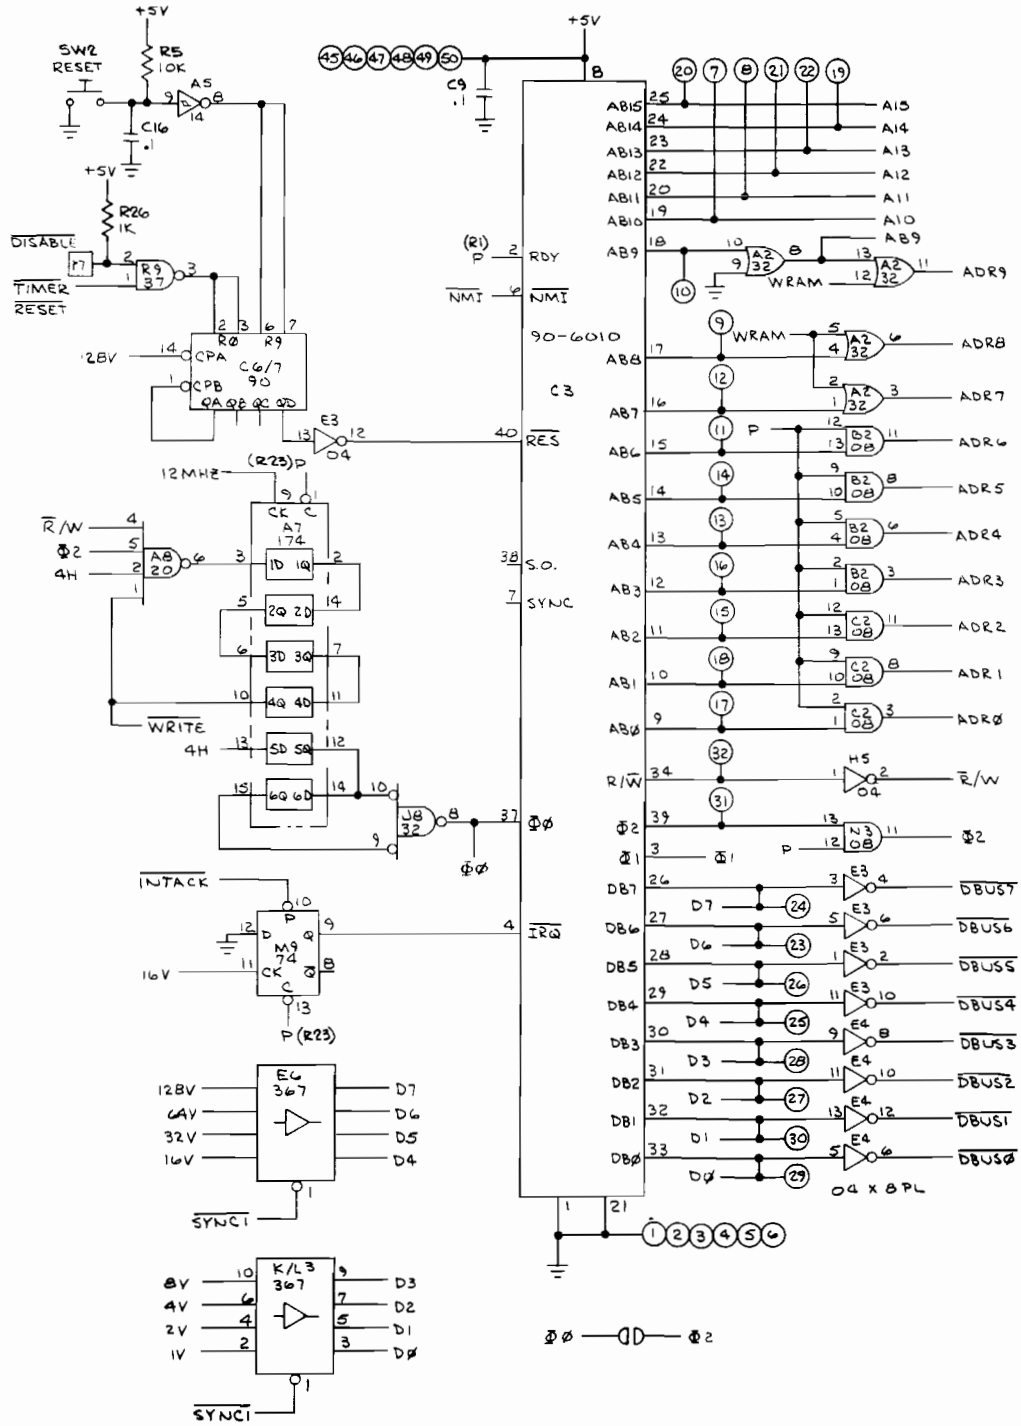 +5V
SW2
RESET
R5
10K
A5
9 8
14
C16
.1
+5V
R26
1K
DISABLE
17
2
R9
37
3
1
TIMER
RESET
2 3 6 7
RØ R9
128V 14 CPA
C6/7
90
1 CPB
QA QB QC QD
E3
13 12
04
(R23) P
12MHZ
9 1
CK C
A7
174
R/W 4
Φ2 5
4H 2
1
A8
20
6
3 1D 1Q 2
5 2Q 2D 14
6 3D 3Q 7
10 4Q 4D 11
WRITE
4H 13 5D 5Q 12
15 6Q 6D 14
10
9
J8
32
8
ΦØ
INTACK
10
P
12 D Q 9
M9
74
16V 11 CK Q 8
C
13
P (R23)
E6
367
128V D7
64V D6
32V D5
16V D4
1
SYNC1
K/L3
367
8V 10 9 D3
4V 6 7 D2
2V 4 5 D1
1V 2 3 DØ
1
SYNC1
+5V
45 46 47 48 49 50
C9
.1
8
(R1)
P 2 RDY
NMI 6 NMI
90-6010
C3
40 RES
38 S.O.
7 SYNC
37 ΦØ
4 IRQ
1 21
1 2 3 4 5 6
20 7 8 21 22 19
AB15 25 A15
AB14 24 A14
AB13 23 A13
AB12 22 A12
AB11 20 A11
AB10 19 A10
AB9 18 10 A2 8 AB9
10 9 32
13 A2 11 ADR9
WRAM 12 32
WRAM
AB8 17 9 5 4 A2 32 6 ADR8
AB7 16 12 2 1 A2 32 3 ADR7
P
AB6 15 11 12 13 B2 08 11 ADR6
AB5 14 14 9 10 B2 08 8 ADR5
AB4 13 13 5 4 B2 08 6 ADR4
AB3 12 16 2 1 B2 08 3 ADR3
AB2 11 15 12 13 C2 08 11 ADR2
AB1 10 18 9 10 C2 08 8 ADR1
ABØ 9 17 2 1 C2 08 3 ADRØ
R/W 34 32 1 H5 04 2 R/W
Φ2 39 31 13 N3 08 11 Φ2
P 12
Φ1 3 Φ1
DB7 26 D7 24 3 E3 4 DBUS7
DB6 27 D6 23 5 E3 6 DBUS6
DB5 28 D5 26 1 E3 2 DBUS5
DB4 29 D4 25 11 E3 10 DBUS4
DB3 30 D3 28 9 E4 8 DBUS3
DB2 31 D2 27 11 E4 10 DBUS2
DB1 32 D1 30 13 E4 12 DBUS1
DBØ 33 DØ 29 5 E4 6 DBUSØ
04 X 8 PL
ΦØ Φ2